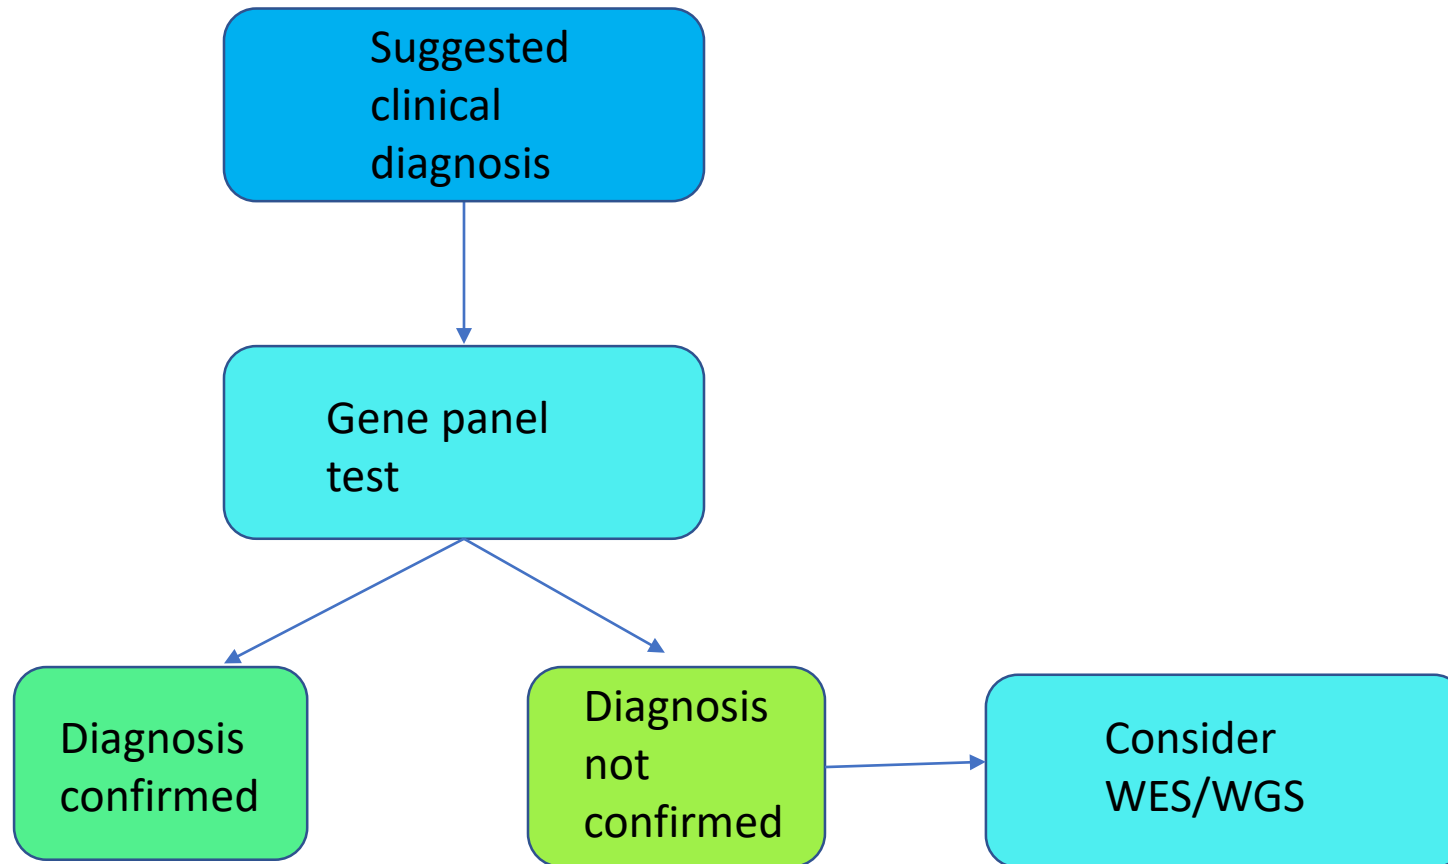 Suggested
clinical
diagnosis
Gene panel
test
Diagnosis
confirmed
Diagnosis
not
confirmed
Consider
WES/WGS